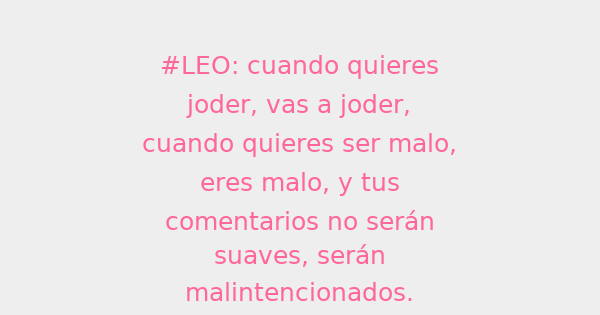 #LEO: cuando quieres
joder, vas a joder,
cuando quieres ser malo,
eres malo, y tus
comentarios no serán
suaves, serán
malintencionados.